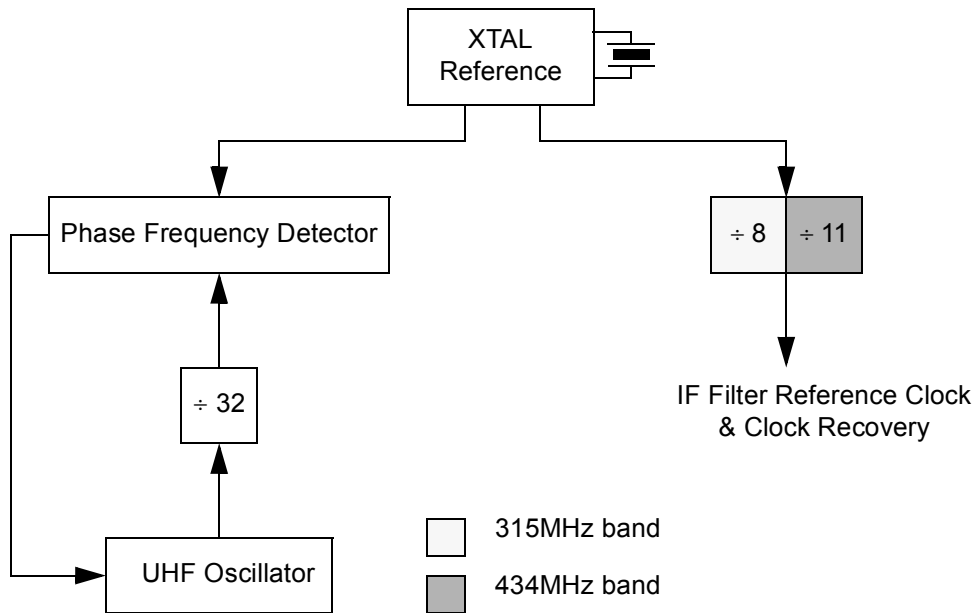 XTAL
Reference
Phase Frequency Detector
÷ 8
÷ 11
÷ 32
IF Filter Reference Clock
& Clock Recovery
UHF Oscillator
315MHz band
434MHz band